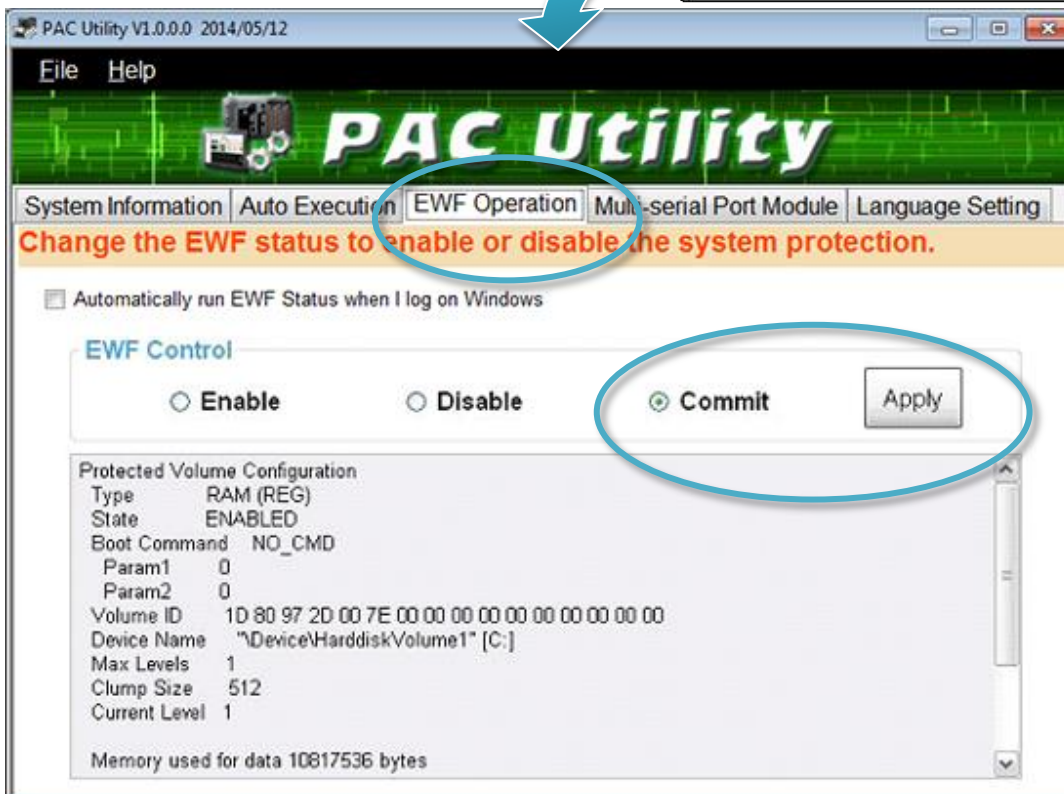 PAC Utility V1.0.0.0 2014/05/12
File Help
PAC Utility
System Information Auto Execution EWF Operation Multi-serial Port Module Language Setting
Change the EWF status to enable or disable the system protection.
Automatically run EWF Status when I log on Windows
EWF Control
Enable Disable Commit Apply
Protected Volume Configuration
Type RAM (REG)
State ENABLED
Boot Command NO_CMD
Param1 0
Param2 0
Volume ID 1D 80 97 2D 00 7E 00 00 00 00 00 00 00 00 00 00
Device Name "\Device\HarddiskVolume1" [C:]
Max Levels 1
Clump Size 512
Current Level 1
Memory used for data 10817536 bytes